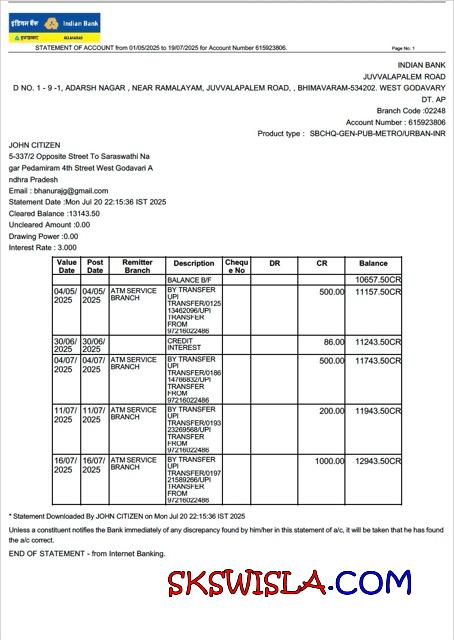 इंडियन बैंक Indian Bank
इलाहाबाद ALLAHABAD
STATEMENT OF ACCOUNT from 01/05/2025 to 19/07/2025 for Account Number 615923806.
Page No: 1
INDIAN BANK
JUVVALAPALEM ROAD
D NO. 1 - 9 -1, ADARSH NAGAR , NEAR RAMALAYAM, JUVVALAPALEM ROAD, , BHIMAVARAM-534202. WEST GODAVARY
DT. AP
Branch Code :02248
Account Number : 615923806
Product type : SBCHQ-GEN-PUB-METRO/URBAN-INR
JOHN CITIZEN
5-337/2 Opposite Street To Saraswathi Na
gar Pedamiram 4th Street West Godavari A
ndhra Pradesh
Email : bhanurajg@gmail.com
Statement Date :Mon Jul 20 22:15:36 IST 2025
Cleared Balance :13143.50
Uncleared Amount :0.00
Drawing Power :0.00
Interest Rate : 3.000
Value Date Post Date Remitter Branch Description Chequ e No DR CR Balance
BALANCE B/F 10657.50CR
04/05/2025 04/05/2025 ATM SERVICE BRANCH BY TRANSFER UPI TRANSFER/0125 13462096/UPI TRANSFER FROM 97216022486 500.00 11157.50CR
30/06/2025 30/06/2025 CREDIT INTEREST 86.00 11243.50CR
04/07/2025 04/07/2025 ATM SERVICE BRANCH BY TRANSFER UPI TRANSFER/0186 14766832/UPI TRANSFER FROM 97216022486 500.00 11743.50CR
11/07/2025 11/07/2025 ATM SERVICE BRANCH BY TRANSFER UPI TRANSFER/0193 23269568/UPI TRANSFER FROM 97216022486 200.00 11943.50CR
16/07/2025 16/07/2025 ATM SERVICE BRANCH BY TRANSFER UPI TRANSFER/0197 21589266/UPI TRANSFER FROM 97216022486 1000.00 12943.50CR
* Statement Downloaded By JOHN CITIZEN on Mon Jul 20 22:15:36 IST 2025
Unless a constituent notifies the Bank immediately of any discrepancy found by him/her in this statement of a/c, it will be taken that he has found
the a/c correct.
END OF STATEMENT - from Internet Banking.
SKSWISLA.COM